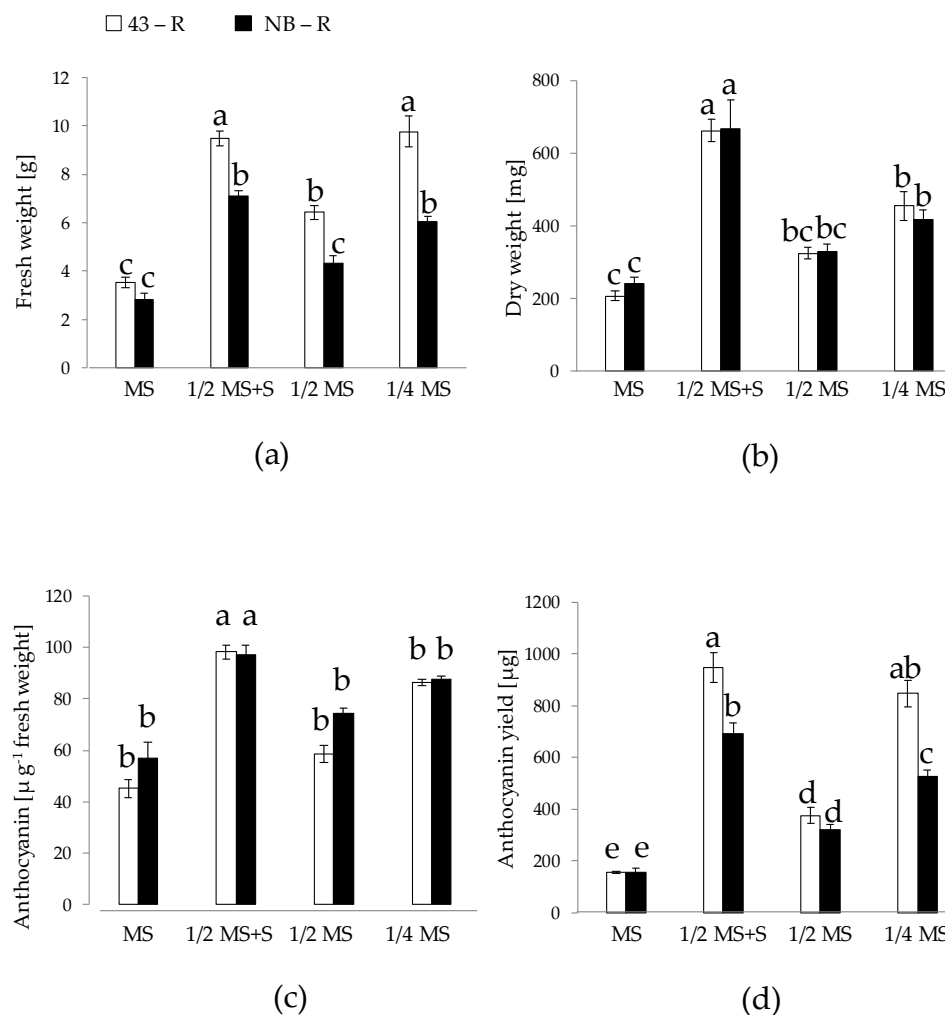 43 – R NB – R
Fresh weight [g]
12
10
8
6
4
2
0
c c a b b c a b
MS 1/2 MS+S 1/2 MS 1/4 MS
(a)
Dry weight [mg]
800
600
400
200
0
c c a a bc bc b b
MS 1/2 MS+S 1/2 MS 1/4 MS
(b)
Anthocyanin [µ g⁻¹ fresh weight]
120
100
80
60
40
20
0
b b a a b b b b
MS 1/2 MS+S 1/2 MS 1/4 MS
(c)
Anthocyanin yield [µg]
1200
1000
800
600
400
200
0
e e a b d d ab c
MS 1/2 MS+S 1/2 MS 1/4 MS
(d)